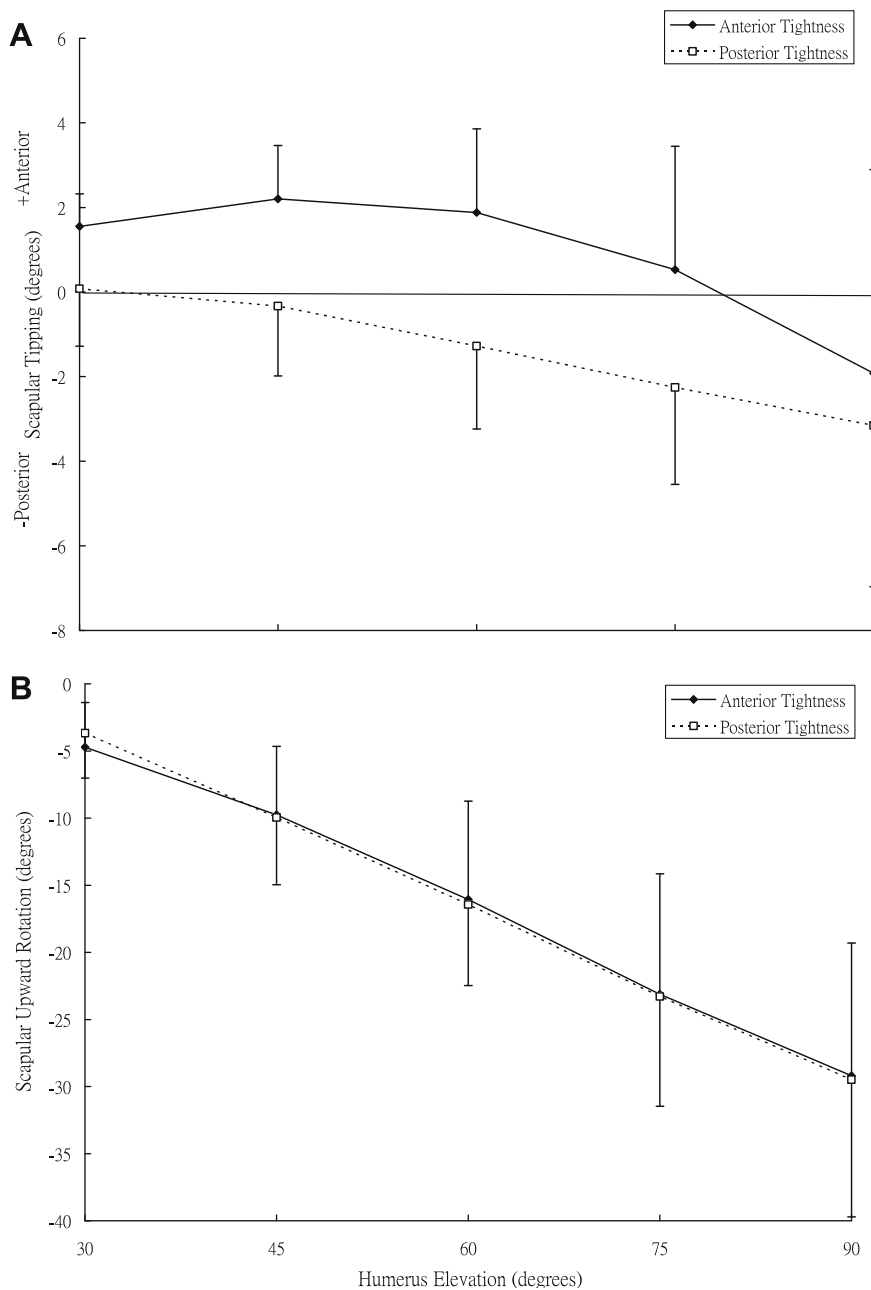 A
Anterior Tightness
Posterior Tightness
6
4
2
0
-2
-4
-6
-8
+Anterior
Scapular Tipping (degrees)
-Posterior
B
Anterior Tightness
Posterior Tightness
0
-5
-10
-15
-20
-25
-30
-35
-40
Scapular Upward Rotation (degrees)
30 45 60 75 90
Humerus Elevation (degrees)